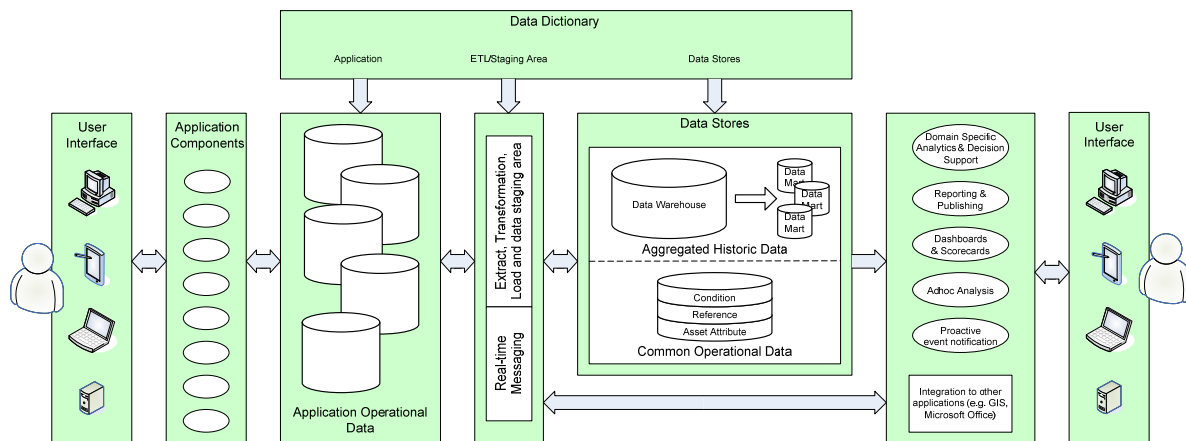 Data Dictionary
Application
ETL/Staging Area
Data Stores
User
Interface
Application
Components
Application Operational
Data
Extract, Transformation,
Load and data staging area
Real-time
Messaging
Data Stores
Data Warehouse
Data
Mart
Data
Mart
Data
Mart
Aggregated Historic Data
Condition
Reference
Asset Attribute
Common Operational Data
Domain Specific
Analytics & Decision
Support
Reporting &
Publishing
Dashboards
& Scorecards
Adhoc Analysis
Proactive
event notification
Integration to other
applications (e.g. GIS,
Microsoft Office)
User
Interface